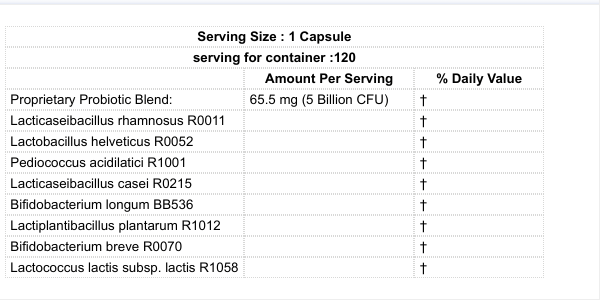 Serving Size : 1 Capsule
serving for container :120
Amount Per Serving % Daily Value
Proprietary Probiotic Blend: 65.5 mg (5 Billion CFU) †
Lacticaseibacillus rhamnosus R0011 †
Lactobacillus helveticus R0052 †
Pediococcus acidilatici R1001 †
Lacticaseibacillus casei R0215 †
Bifidobacterium longum BB536 †
Lactiplantibacillus plantarum R1012 †
Bifidobacterium breve R0070 †
Lactococcus lactis subsp. lactis R1058 †